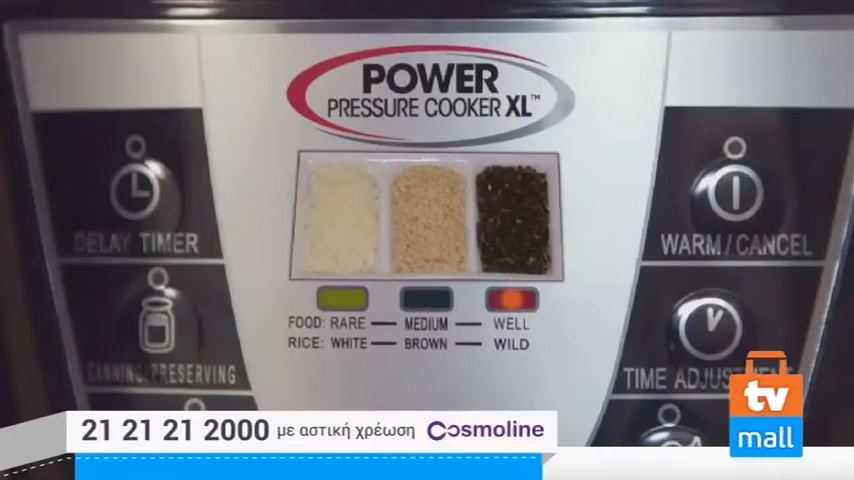 POWER
PRESSURE COOKER XL™
DELAY TIMER
WARM/CANCEL
FOOD: RARE — MEDIUM — WELL
RICE: WHITE — BROWN — WILD
CANNING/PRESERVING
TIME ADJUSTMENT
21 21 21 2000 με αστική χρέωση Cosmoline
tv
mall